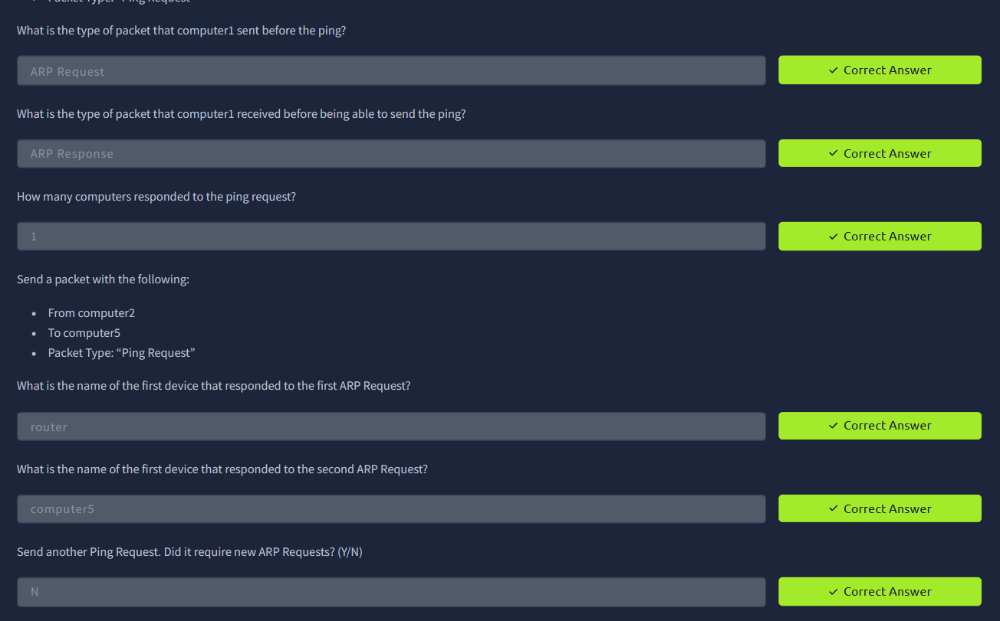 • Packet Type: “Ping Request”
What is the type of packet that computer1 sent before the ping?
ARP Request
✓ Correct Answer
What is the type of packet that computer1 received before being able to send the ping?
ARP Response
✓ Correct Answer
How many computers responded to the ping request?
1
✓ Correct Answer
Send a packet with the following:
• From computer2
• To computer5
• Packet Type: “Ping Request”
What is the name of the first device that responded to the first ARP Request?
router
✓ Correct Answer
What is the name of the first device that responded to the second ARP Request?
computer5
✓ Correct Answer
Send another Ping Request. Did it require new ARP Requests? (Y/N)
N
✓ Correct Answer